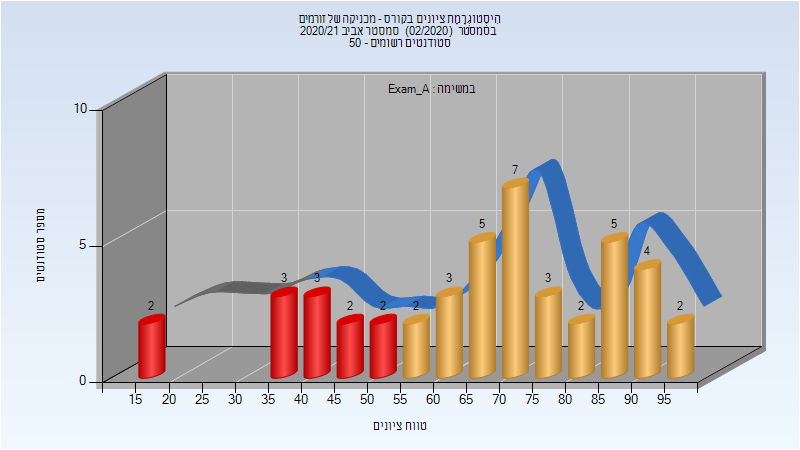 היסטוגרמת ציונים בקורס - מכניקה של זורמים
בסמסטר (02/2020) סמסטר אביב 2020/21
סטודנטים רשומים - 50
במשימה : Exam_A
מספר סטודנטים
10
5
0
2
3
3
2
2
2
3
5
7
3
2
5
4
2
15 20 25 30 35 40 45 50 55 60 65 70 75 80 85 90 95
טווח ציונים